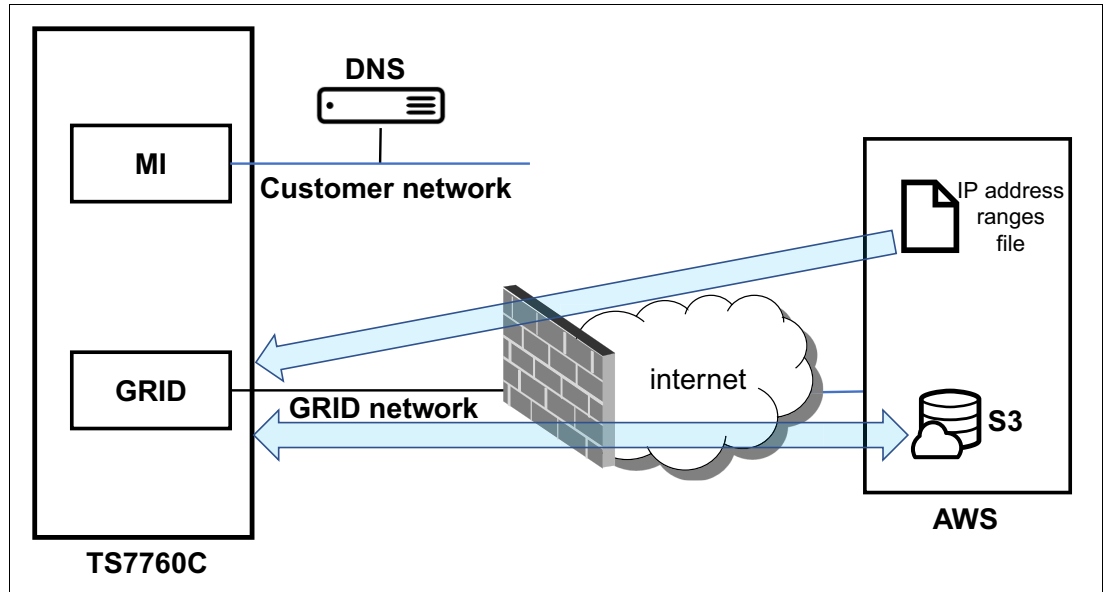 DNS
MI
Customer network
IP address
ranges
file
internet
GRID
GRID network
S3
AWS
TS7760C